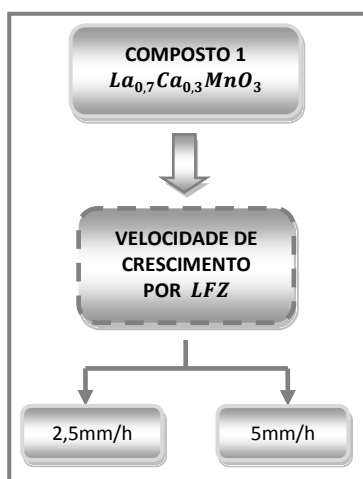 COMPOSTO 1
La₀,₇Ca₀,₃MnO₃
VELOCIDADE DE
CRESCIMENTO
POR LFZ
2,5mm/h
5mm/h